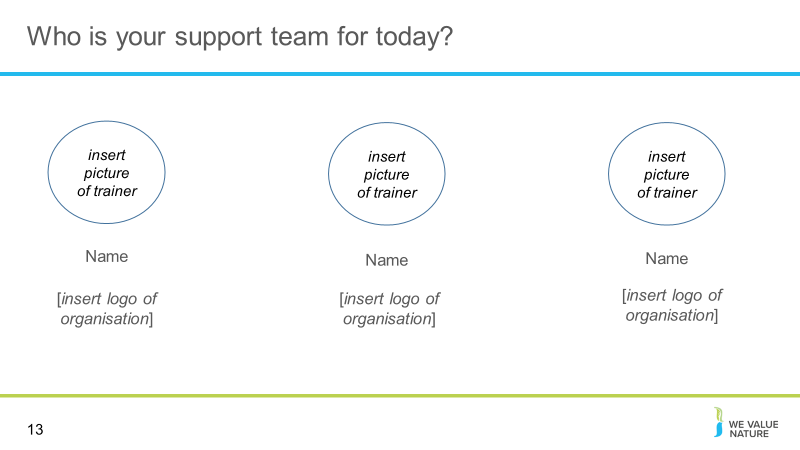 Who is your support team for today?
insert
picture
of trainer
Name
[insert logo of
organisation]
insert
picture
of trainer
Name
[insert logo of
organisation]
insert
picture
of trainer
Name
[insert logo of
organisation]
13
WE VALUE
NATURE